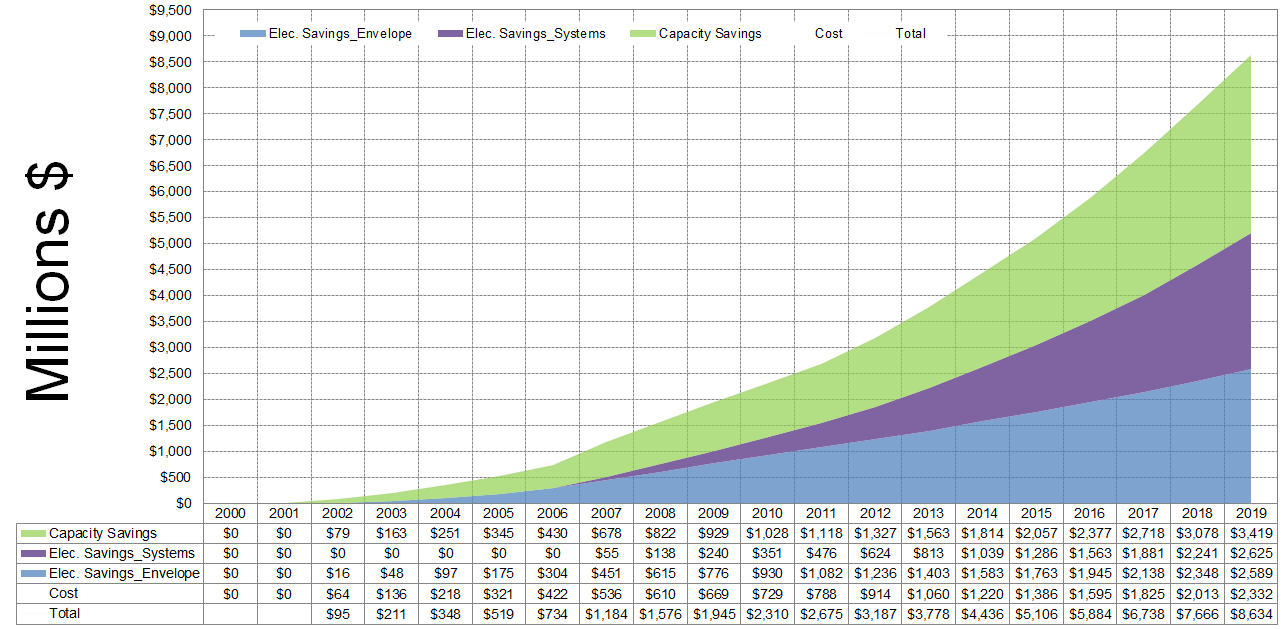 $9,500
$9,000
Elec. Savings_Envelope Elec. Savings_Systems Capacity Savings Cost Total
$8,500
$8,000
$7,500
$7,000
$6,500
$6,000
$5,500
$5,000
$4,500
$4,000
$3,500
$3,000
$2,500
$2,000
$1,500
$1,000
$500
$0
Millions $
2000 2001 2002 2003 2004 2005 2006 2007 2008 2009 2010 2011 2012 2013 2014 2015 2016 2017 2018 2019
Capacity Savings $0 $0 $79 $163 $251 $345 $430 $678 $822 $929 $1,028 $1,118 $1,327 $1,563 $1,814 $2,057 $2,377 $2,718 $3,078 $3,419
Elec. Savings_Systems $0 $0 $0 $0 $0 $0 $0 $55 $138 $240 $351 $476 $624 $813 $1,039 $1,286 $1,563 $1,881 $2,241 $2,625
Elec. Savings_Envelope $0 $0 $16 $48 $97 $175 $304 $451 $615 $776 $930 $1,082 $1,236 $1,403 $1,583 $1,763 $1,945 $2,138 $2,348 $2,589
Cost $0 $0 $64 $136 $218 $321 $422 $536 $610 $669 $729 $788 $914 $1,060 $1,220 $1,386 $1,595 $1,825 $2,013 $2,332
Total $95 $211 $348 $519 $734 $1,184 $1,576 $1,945 $2,310 $2,675 $3,187 $3,778 $4,436 $5,106 $5,884 $6,738 $7,666 $8,634